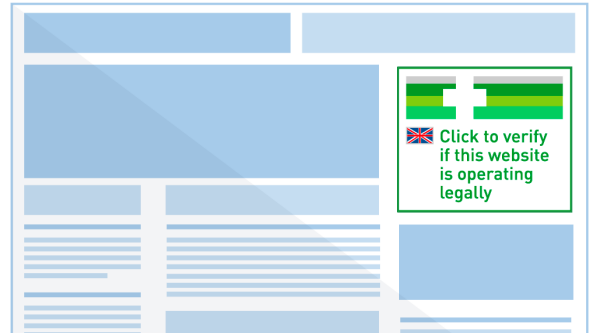 Click to verify
if this website
is operating
legally